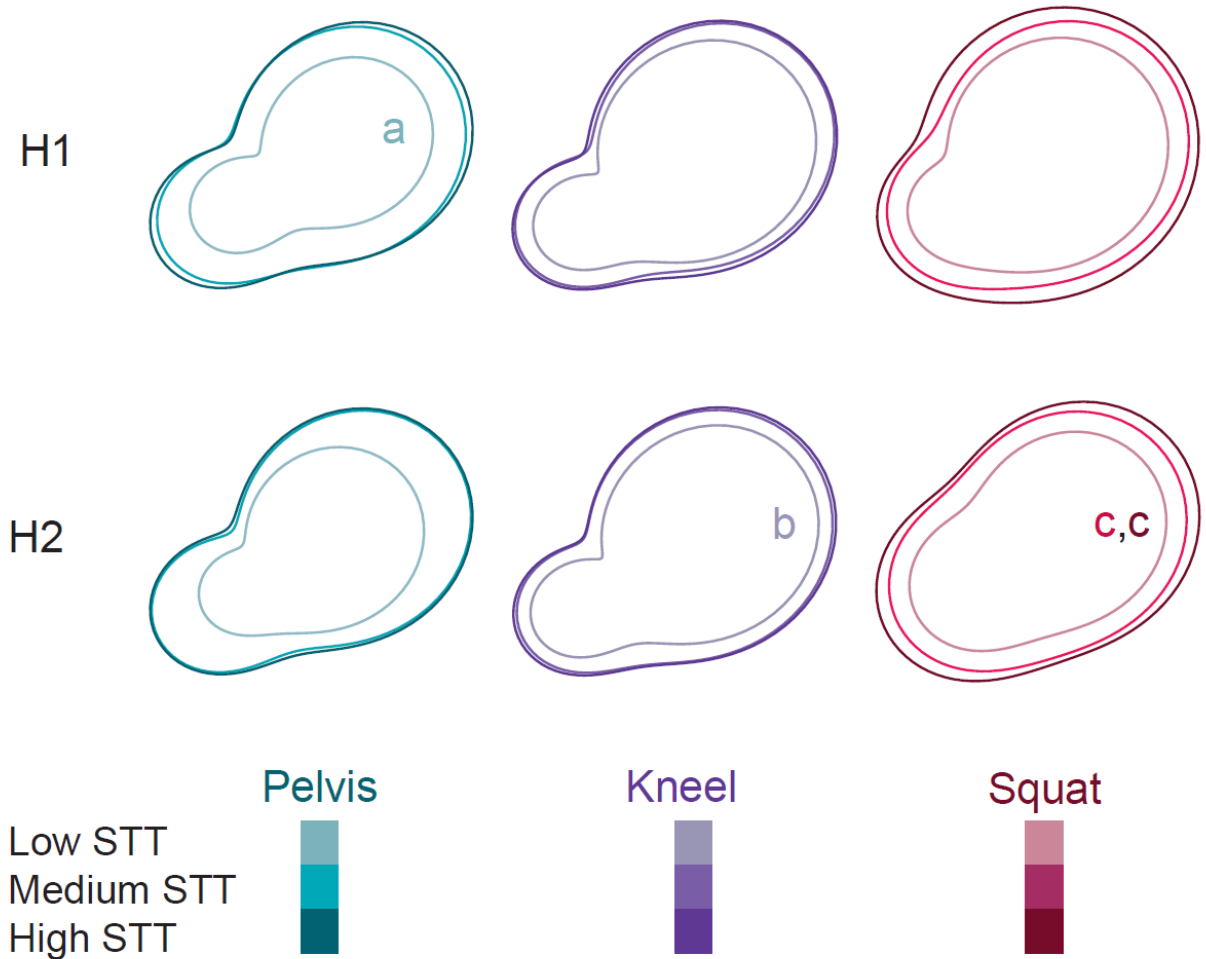 H1
a
H2
b
c,c
Pelvis
Kneel
Squat
Low STT
Medium STT
High STT